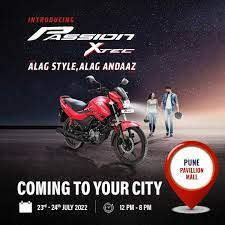 INTRODUCING
PASSION
XTEC
ALAG STYLE, ALAG ANDAAZ
PUNE
PAVILLION
MALL
COMING TO YOUR CITY
23rd - 24th JULY 2022 | 12 PM - 8 PM